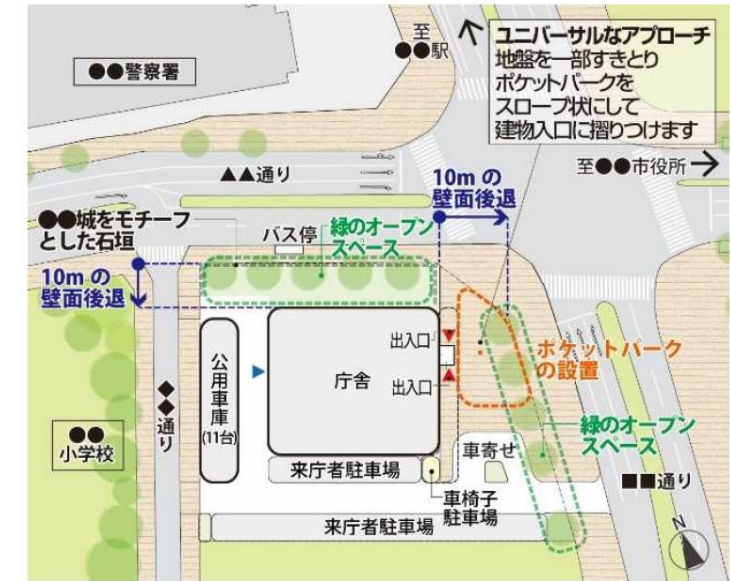 至
●●駅
ユニバーサルなアプローチ
地盤を一部すきとり
ポケットパークを
スロープ状にして
建物入口に摺りつけます
●●警察署
至●●市役所
▲▲通り
10m の
壁面後退
●●城をモチーフ
とした石垣
バス停
緑のオープン
スペース
10m の
壁面後退
出入口
ポケットパーク
の設置
公用車庫
(11台)
庁舎
出入口
◆◆通り
緑のオープン
スペース
●●
小学校
車寄せ
■■通り
来庁者駐車場
車椅子
駐車場
来庁者駐車場
N